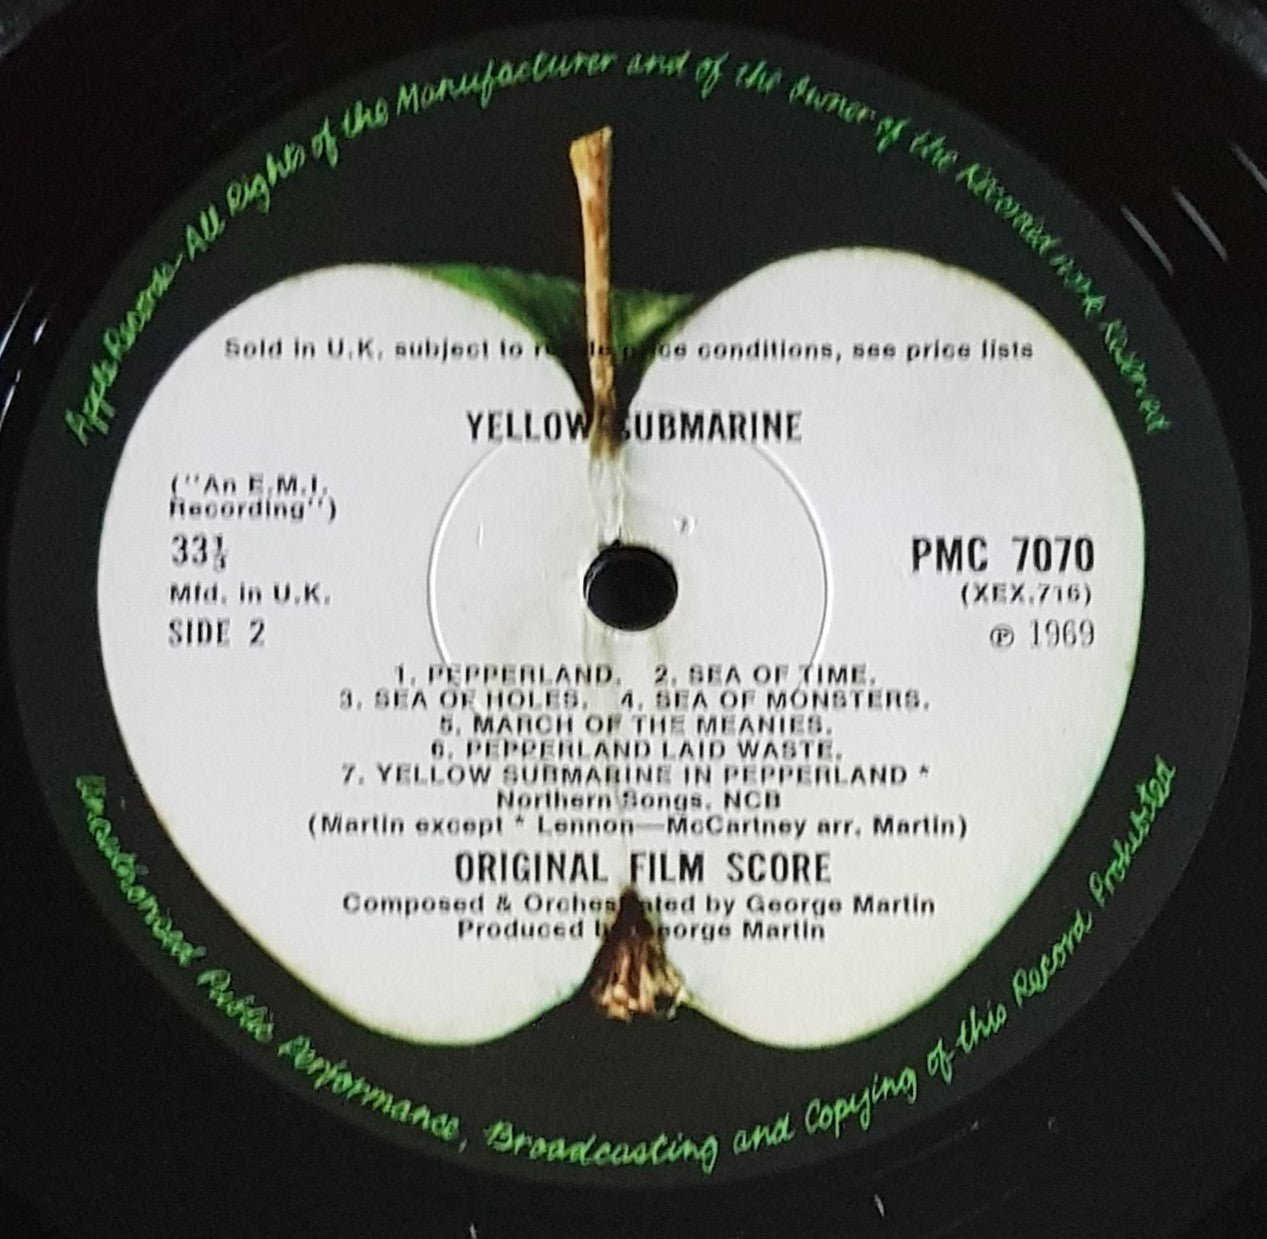 Apple Records-All Rights of the Manufacturer and of the Owner of the Recorded work Reserved
Sold in U.K. subject to re le price conditions, see price lists
YELLOW SUBMARINE
(''An E.M.I.
Recording'')
33⅓
Mfd. in U.K.
SIDE 2
PMC 7070
(XEX.716)
℗ 1969
1. PEPPERLAND. 2. SEA OF TIME.
3. SEA OF HOLES. 4. SEA OF MONSTERS.
5. MARCH OF THE MEANIES.
6. PEPPERLAND LAID WASTE.
7. YELLOW SUBMARINE IN PEPPERLAND *
Northern Songs. NCB
(Martin except * Lennon—McCartney arr. Martin)
ORIGINAL FILM SCORE
Composed & Orchestrated by George Martin
Produced by George Martin
Unauthorised Public Performance, Broadcasting and Copying of this Record Prohibited